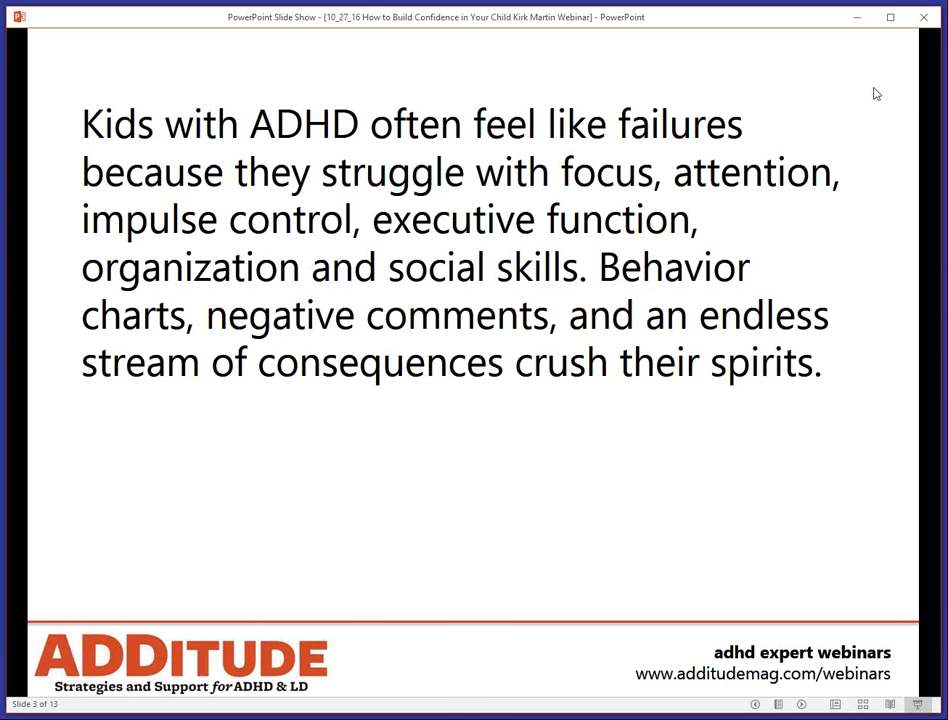 PowerPoint Slide Show - [10_27_16 How to Build Confidence in Your Child Kirk Martin Webinar] - PowerPoint
Kids with ADHD often feel like failures
because they struggle with focus, attention,
impulse control, executive function,
organization and social skills. Behavior
charts, negative comments, and an endless
stream of consequences crush their spirits.
ADDITUDE
Strategies and Support for ADHD & LD
adhd expert webinars
www.additudemag.com/webinars
Slide 3 of 13